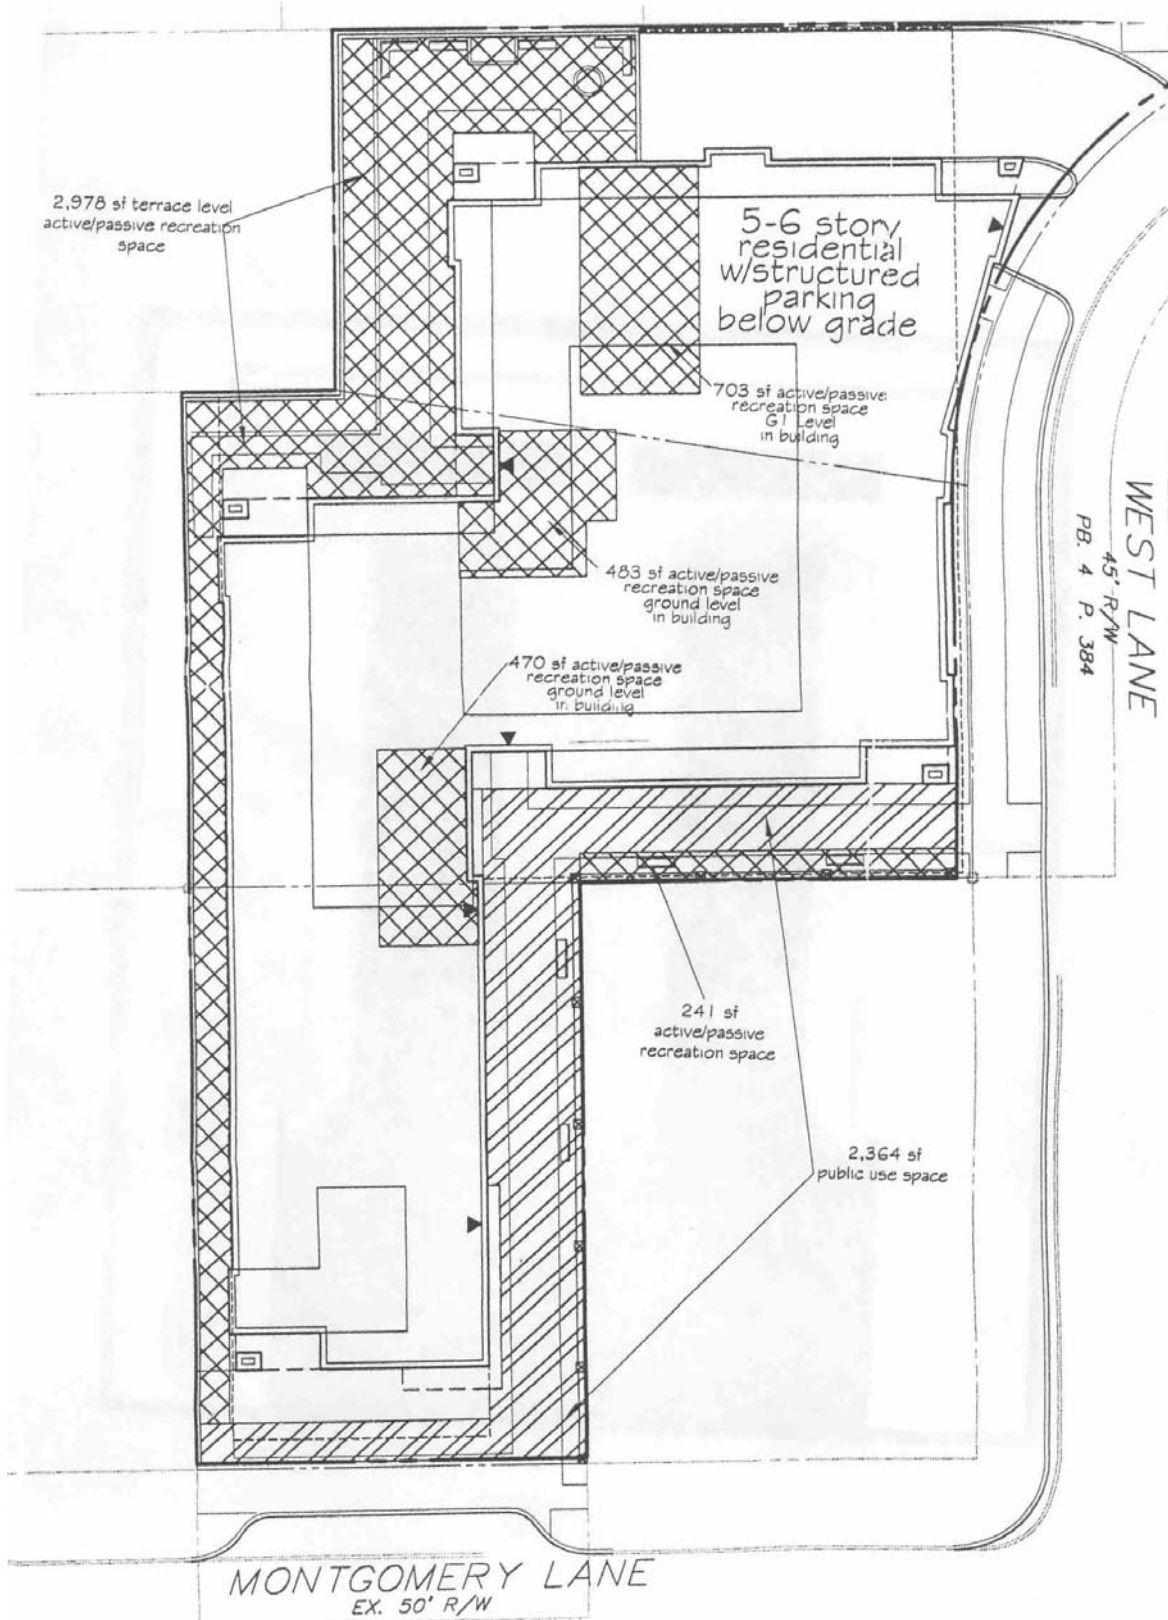 2,978 sf terrace level
active/passive recreation
space
5-6 story
residential
w/structured
parking
below grade
703 sf active/passive
recreation space
G1 Level
in building
WEST LANE
45' R/W
PB. 4 P. 384
483 sf active/passive
recreation space
ground level
in building
470 sf active/passive
recreation space
ground level
in building
241 sf
active/passive
recreation space
2,364 sf
public use space
MONTGOMERY LANE
EX. 50' R/W